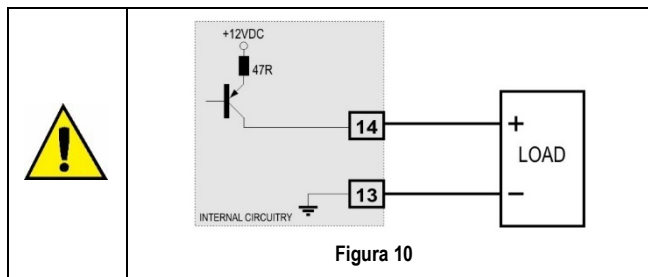 +12VDC
47R
14
+
LOAD
13
−
INTERNAL CIRCUITRY
Figura 10